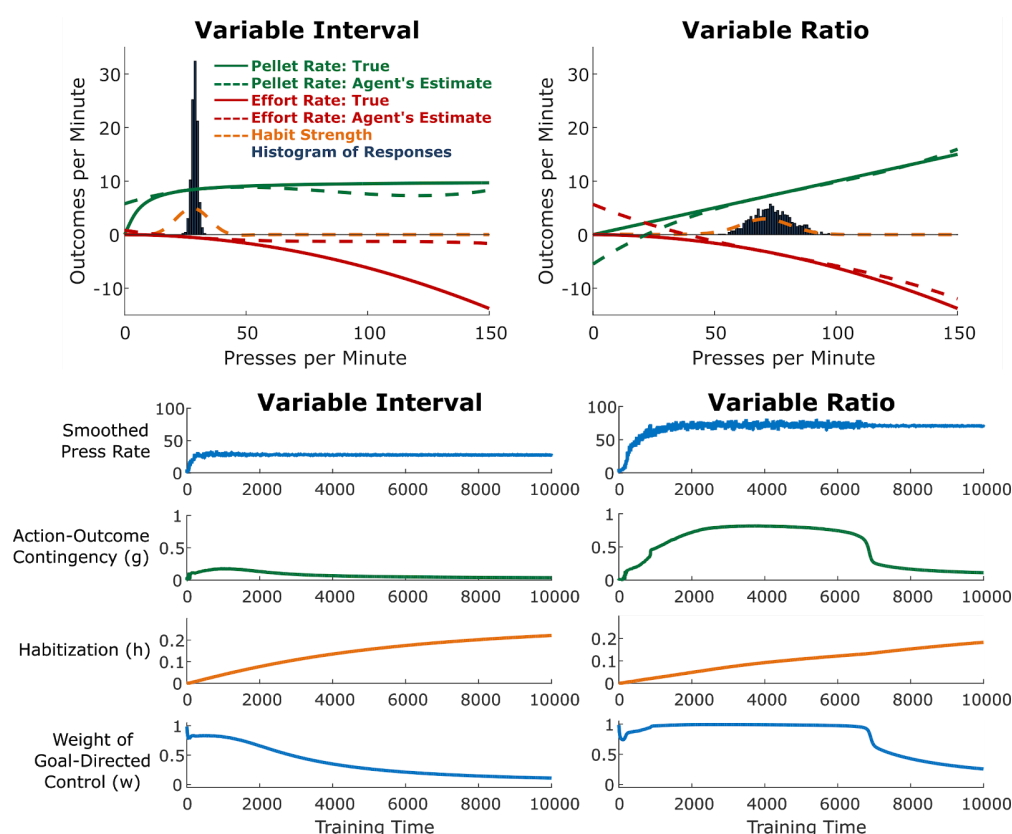 Variable Interval
Variable Ratio
Outcomes per Minute
30
20
10
0
-10
Pellet Rate: True
Pellet Rate: Agent's Estimate
Effort Rate: True
Effort Rate: Agent's Estimate
Habit Strength
Histogram of Responses
0 50 100 150
Presses per Minute
Outcomes per Minute
30
20
10
0
-10
0 50 100 150
Presses per Minute
Variable Interval
Variable Ratio
Smoothed
Press Rate
100
50
0
0 2000 4000 6000 8000 10000
100
50
0
0 2000 4000 6000 8000 10000
Action-Outcome
Contingency (g)
1
0.5
0
0 2000 4000 6000 8000 10000
1
0.5
0
0 2000 4000 6000 8000 10000
Habitization (h)
0.2
0.1
0
0 2000 4000 6000 8000 10000
0.2
0.1
0
0 2000 4000 6000 8000 10000
Weight of
Goal-Directed
Control (w)
1
0.5
0
0 2000 4000 6000 8000 10000
Training Time
1
0.5
0
0 2000 4000 6000 8000 10000
Training Time